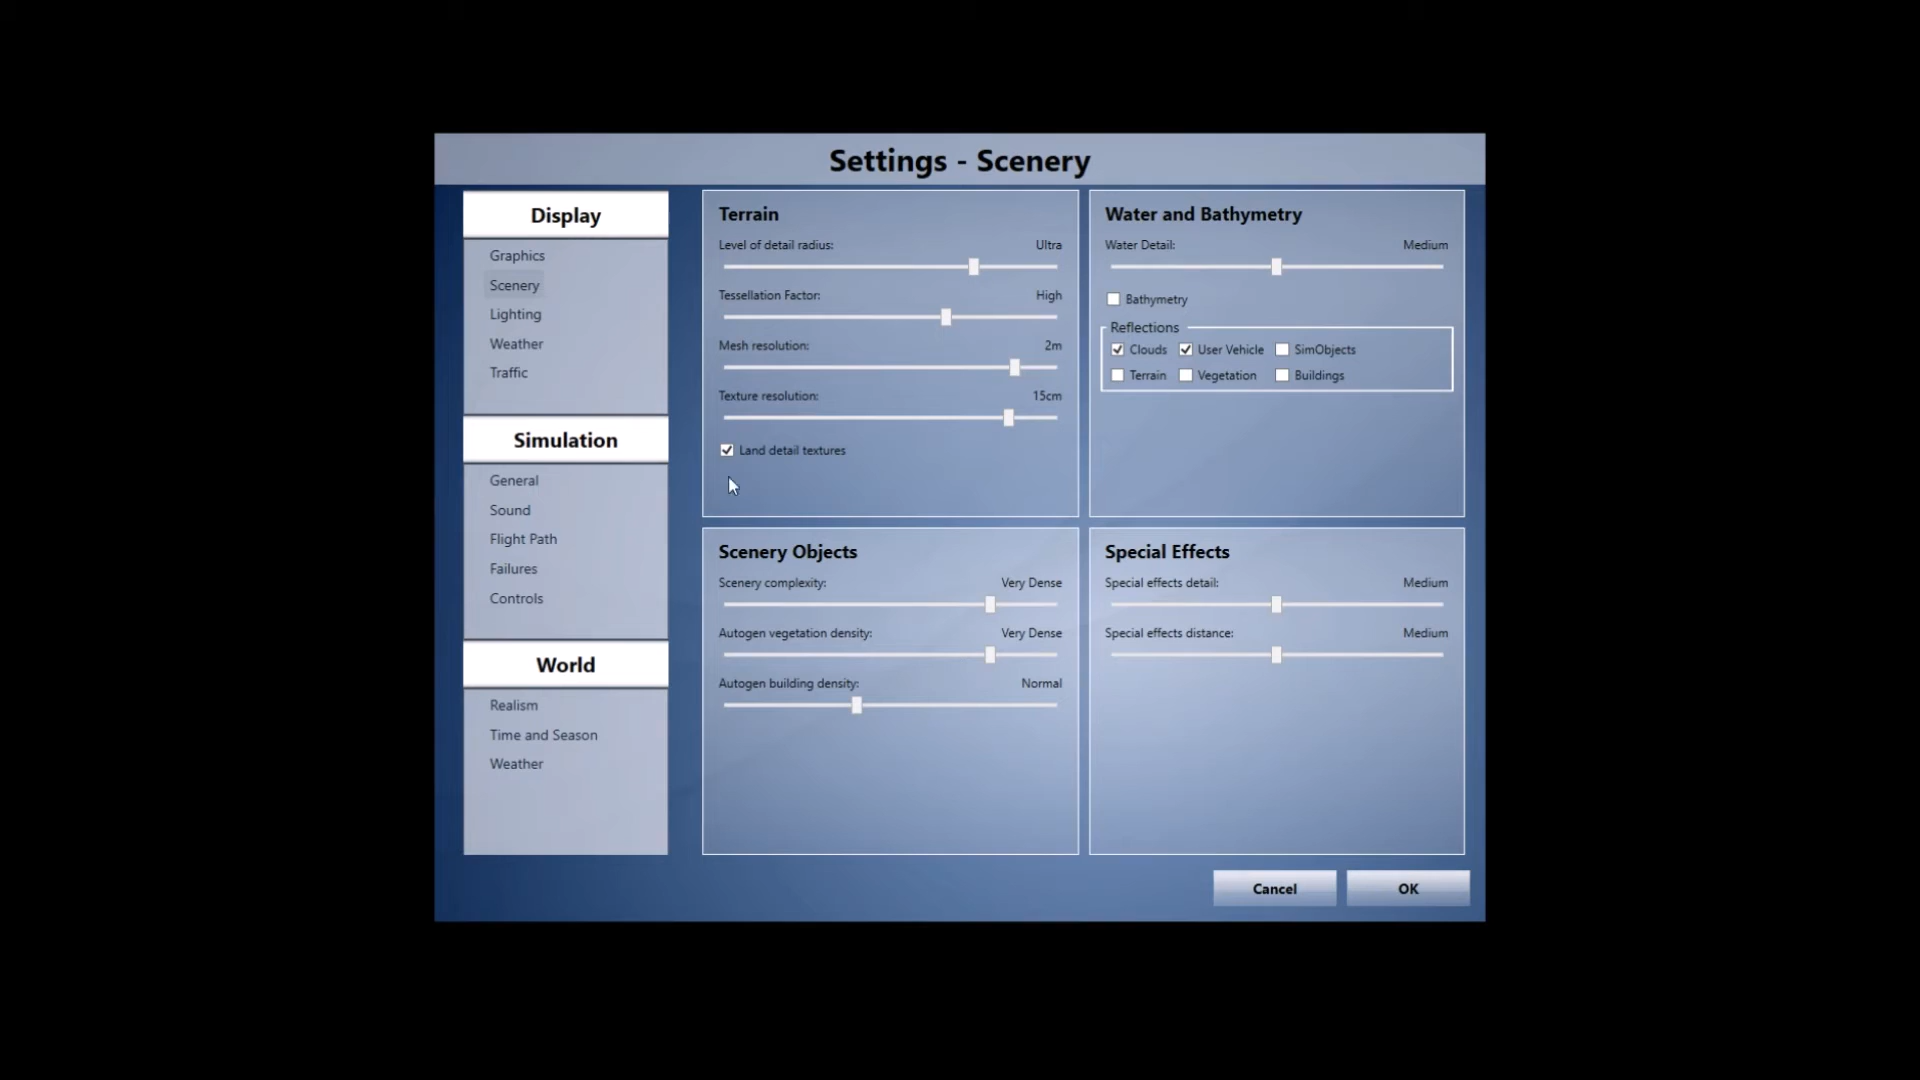 Settings - Scenery
Display
Graphics
Scenery
Lighting
Weather
Traffic
Simulation
General
Sound
Flight Path
Failures
Controls
World
Realism
Time and Season
Weather
Terrain
Level of detail radius: Ultra
Tessellation Factor: High
Mesh resolution: 2m
Texture resolution: 15cm
Land detail textures
Water and Bathymetry
Water Detail: Medium
Bathymetry
Reflections
Clouds User Vehicle SimObjects
Terrain Vegetation Buildings
Scenery Objects
Scenery complexity: Very Dense
Autogen vegetation density: Very Dense
Autogen building density: Normal
Special Effects
Special effects detail: Medium
Special effects distance: Medium
Cancel OK